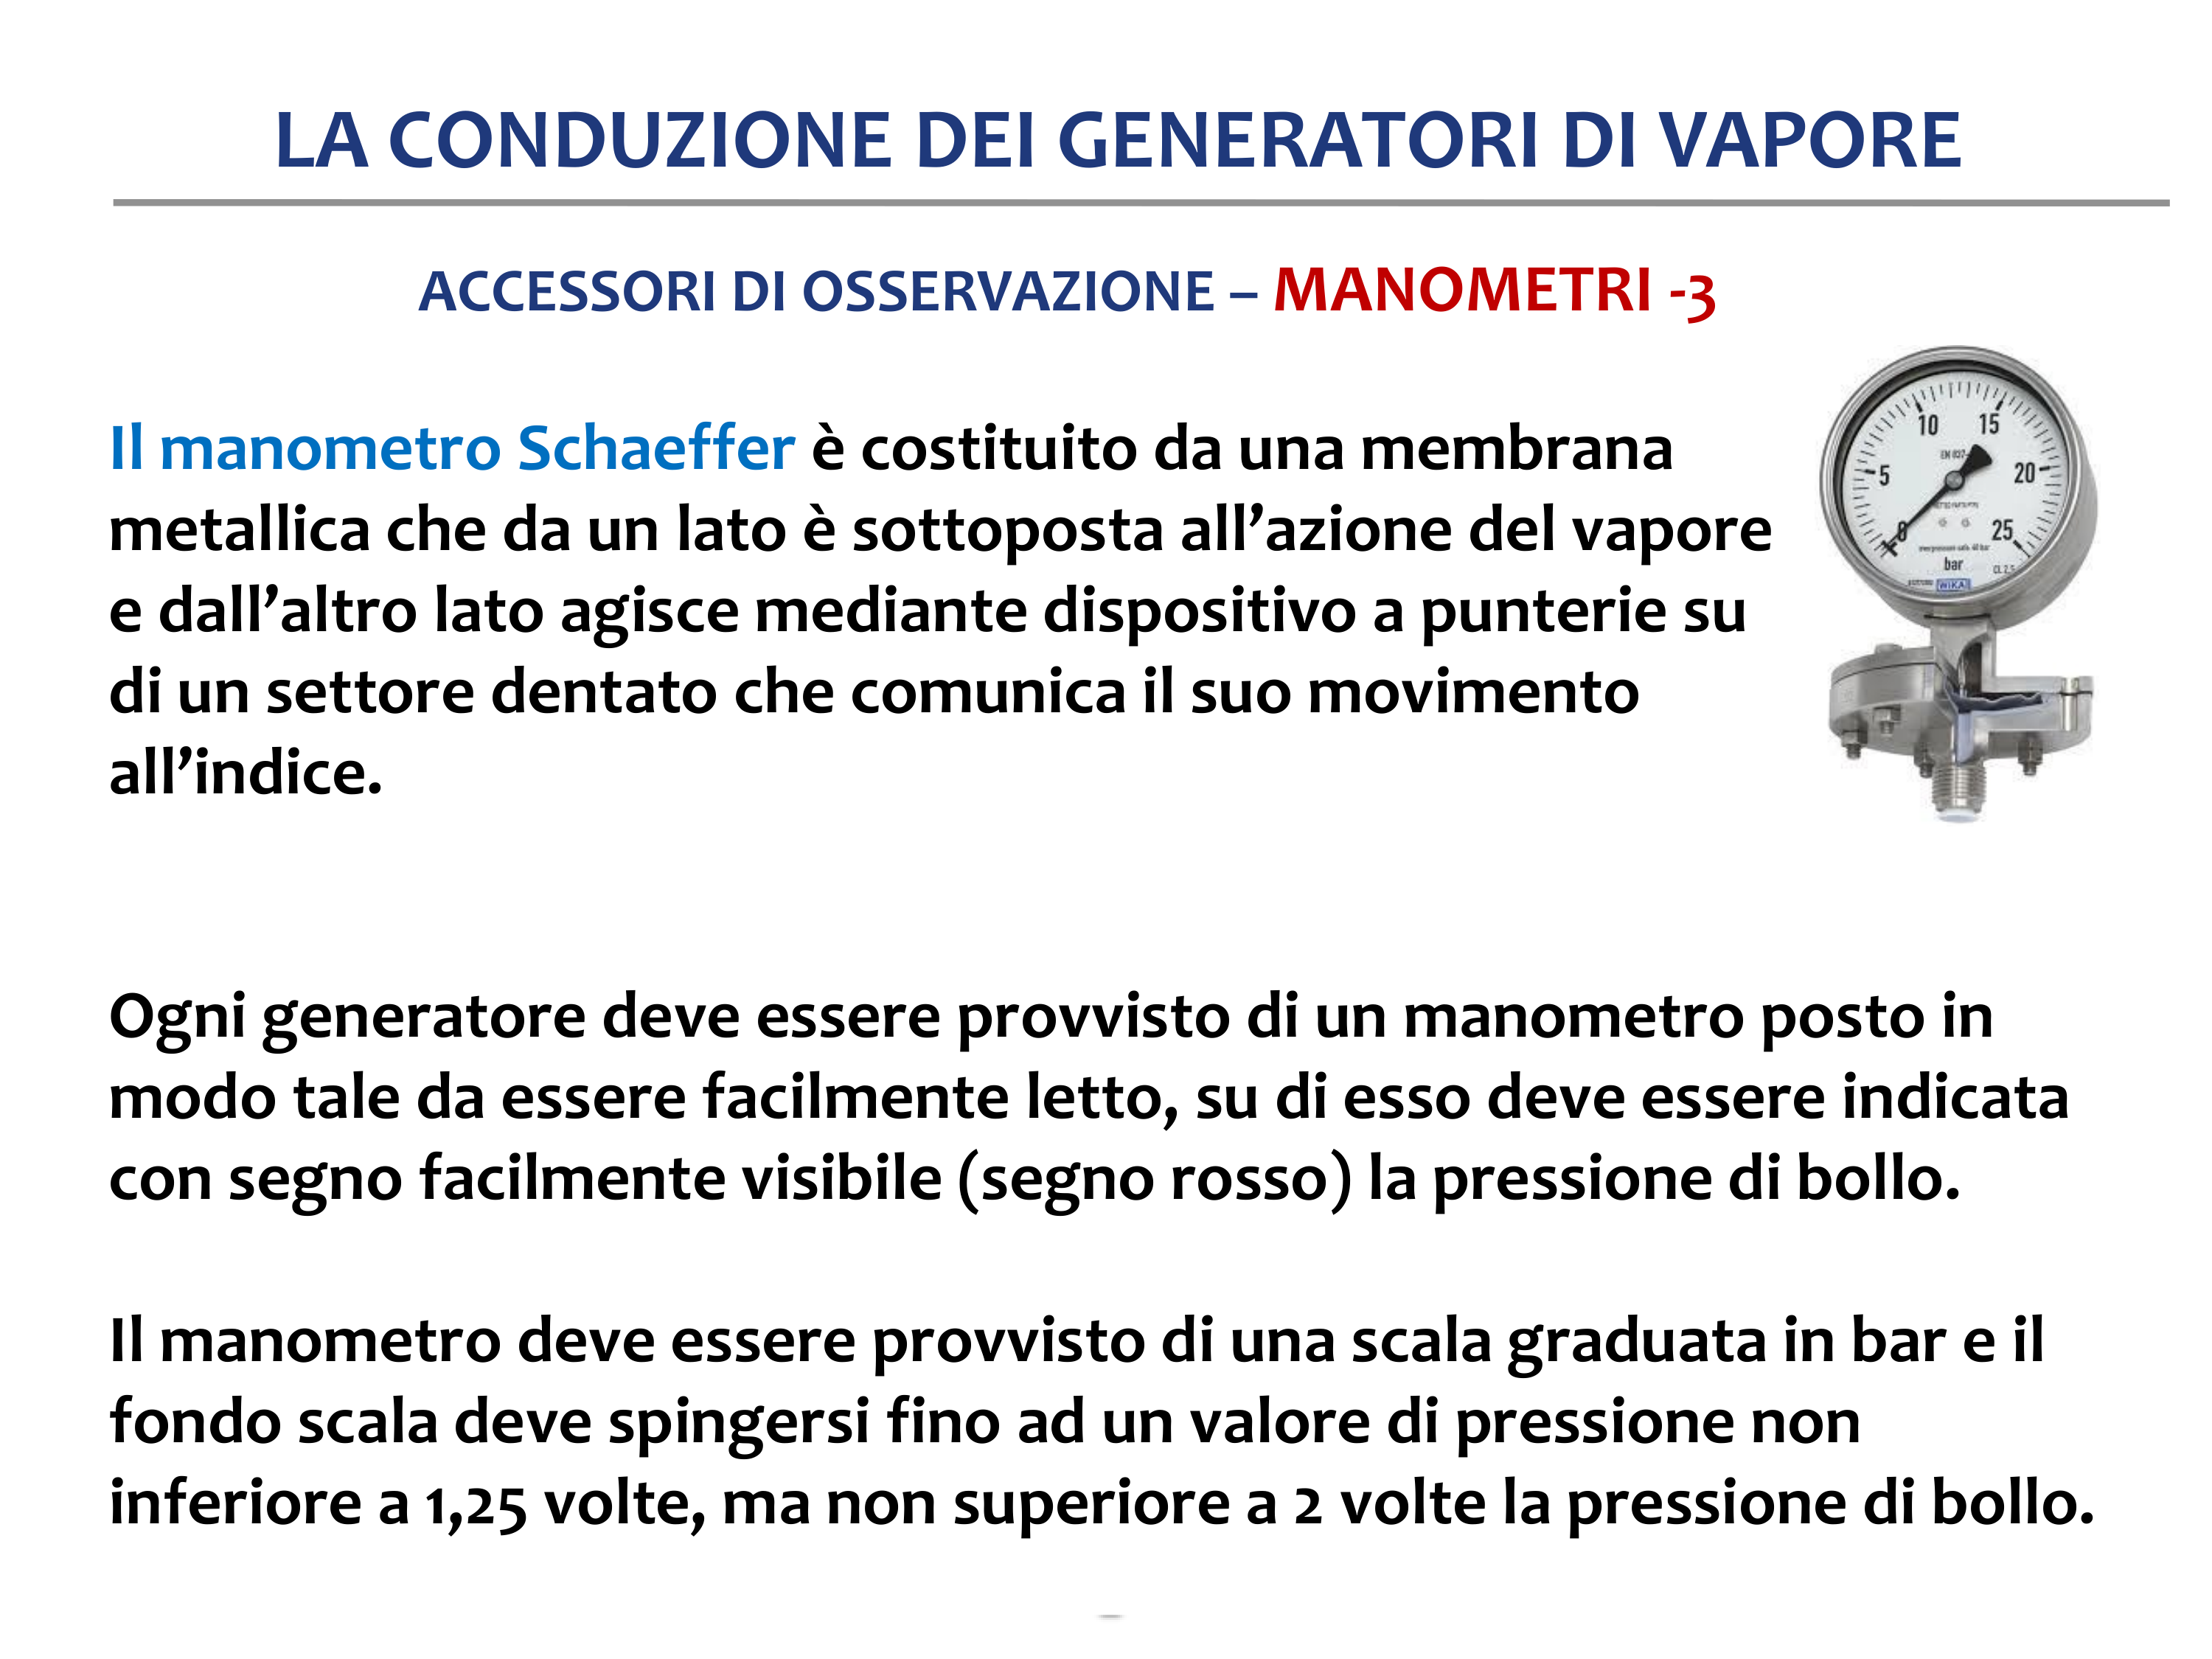 LA CONDUZIONE DEI GENERATORI DI VAPORE
ACCESSORI DI OSSERVAZIONE – MANOMETRI -3
Il manometro Schaeffer è costituito da una membrana
metallica che da un lato è sottoposta all’azione del vapore
e dall’altro lato agisce mediante dispositivo a punterie su
di un settore dentato che comunica il suo movimento
all’indice.
10 15
5 20
0 25
bar
CL 2.5
WIKA
Ogni generatore deve essere provvisto di un manometro posto in
modo tale da essere facilmente letto, su di esso deve essere indicata
con segno facilmente visibile (segno rosso) la pressione di bollo.
Il manometro deve essere provvisto di una scala graduata in bar e il
fondo scala deve spingersi fino ad un valore di pressione non
inferiore a 1,25 volte, ma non superiore a 2 volte la pressione di bollo.